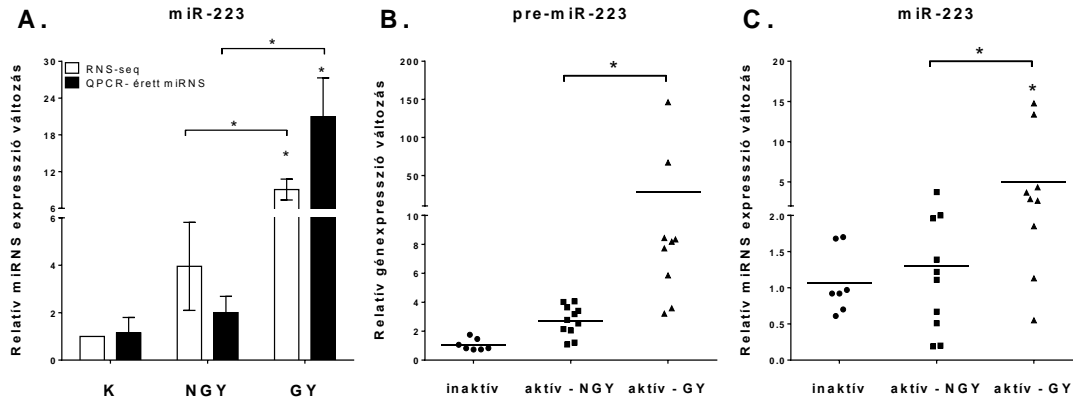 A.
miR-223
Relatív miRNS expresszió változás
RNS-seq
QPCR- érett miRNS
*
*
*
*
30
24
18
12
6
6
4
2
0
K
NGY
GY
B.
pre-miR-223
Relatív génexpresszió változás
*
200
150
100
50
10
8
6
4
2
0
inaktív
aktív - NGY
aktív - GY
C.
miR-223
Relatív miRNS expresszió változás
*
*
20
15
10
5
2.0
1.5
1.0
0.5
0.0
inaktív
aktív - NGY
aktív - GY